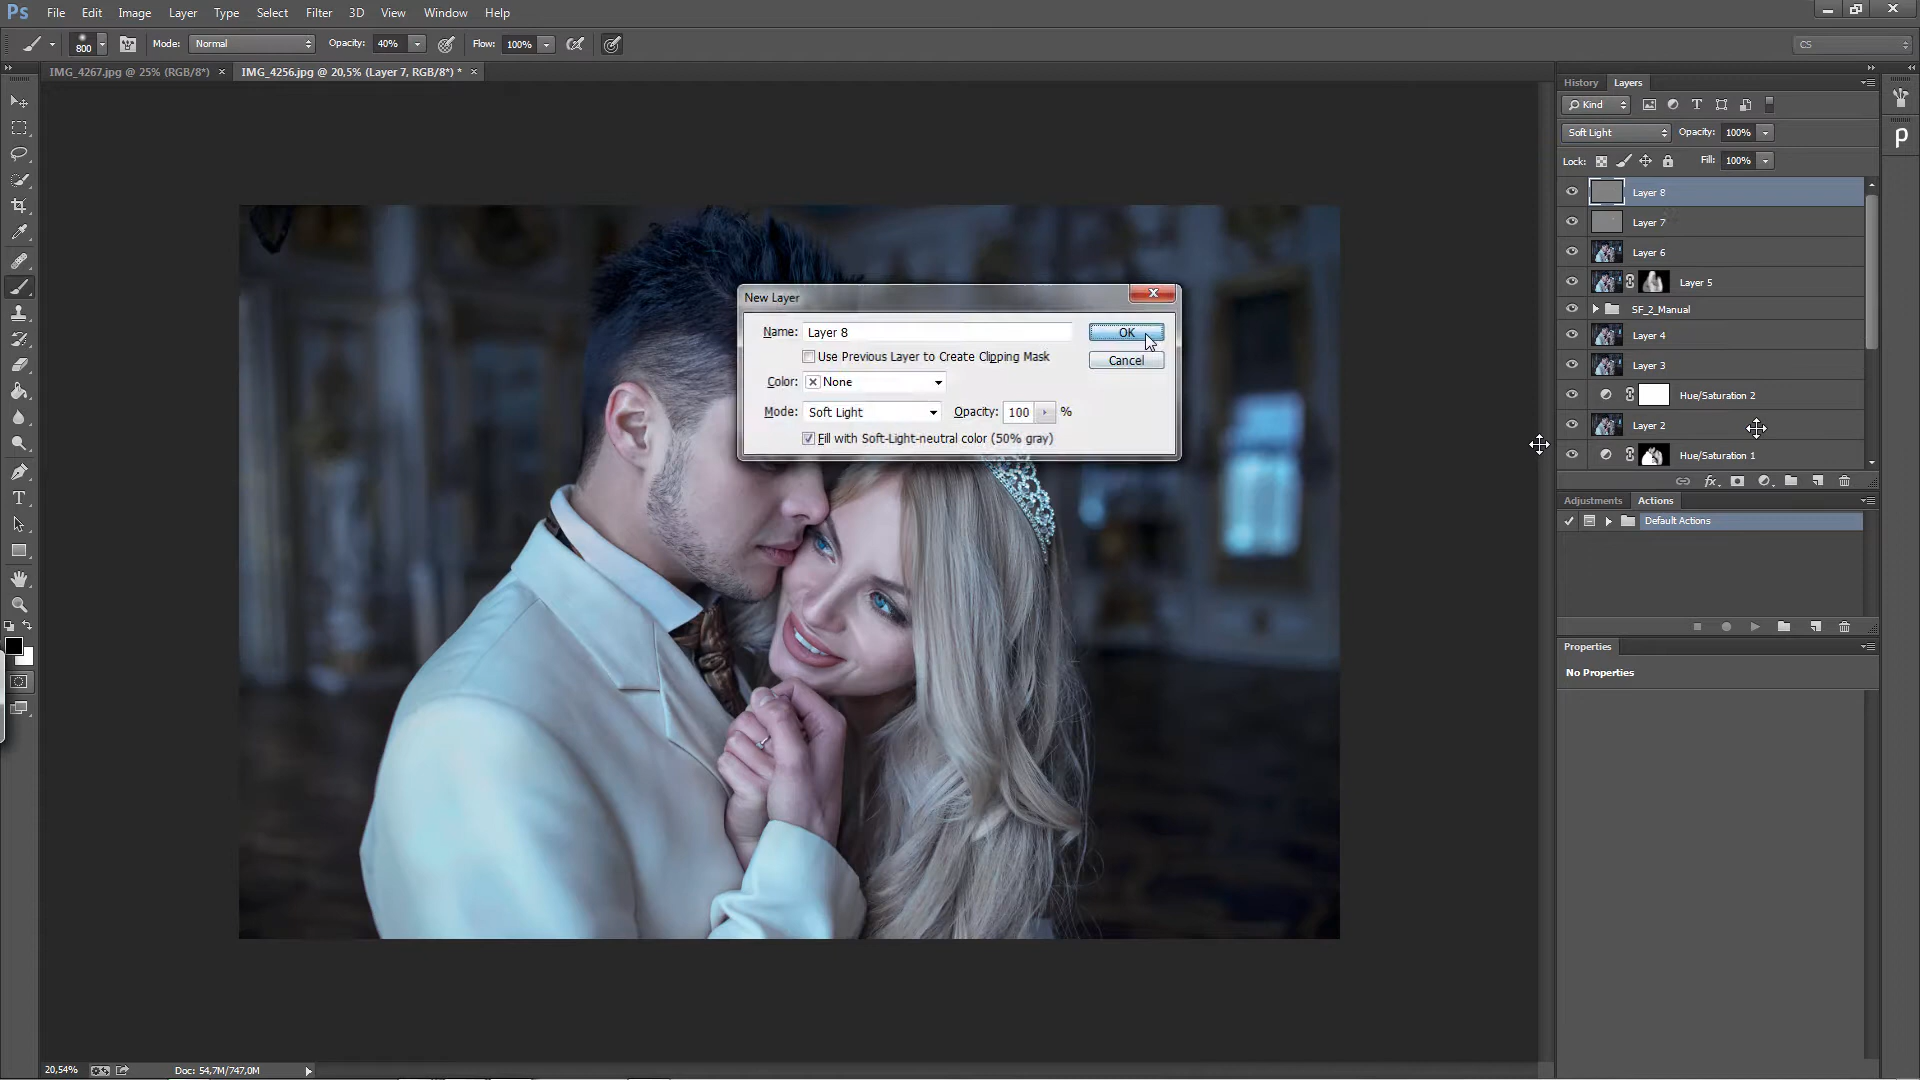 Ps File Edit Image Layer Type Select Filter 3D View Window Help
800 Mode: Normal Opacity: 40% Flow: 100% CS
IMG_4267.jpg @ 25% (RGB/8*) × IMG_4256.jpg @ 20,5% (Layer 7, RGB/8*) * ×
History Layers
Kind
Soft Light Opacity: 100%
Lock: Fill: 100%
Layer 8
Layer 7
Layer 6
Layer 5
SF_2_Manual
Layer 4
Layer 3
Hue/Saturation 2
Layer 2
Hue/Saturation 1
fx
Adjustments Actions
Default Actions
Properties
No Properties
New Layer
Name: Layer 8 OK
Use Previous Layer to Create Clipping Mask Cancel
Color: None
Mode: Soft Light Opacity: 100 %
Fill with Soft-Light-neutral color (50% gray)
20,54% Doc: 54,7M/747,0M